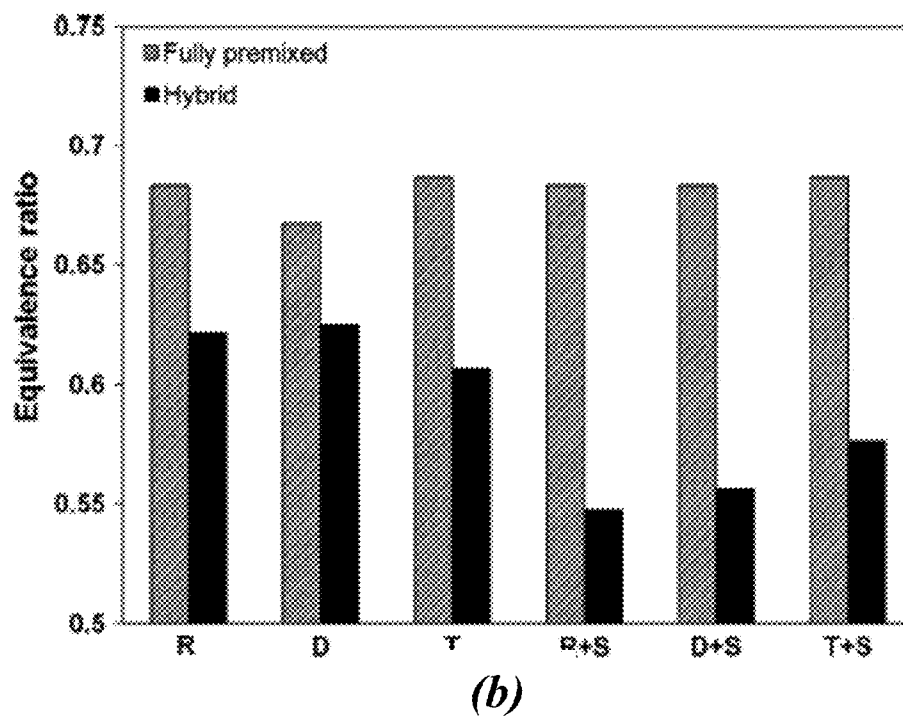 0.75
Fully premixed
Hybrid
0.7
0.65
0.6
0.55
0.5
Equivalence ratio
R D T R+S D+S T+S
(b)